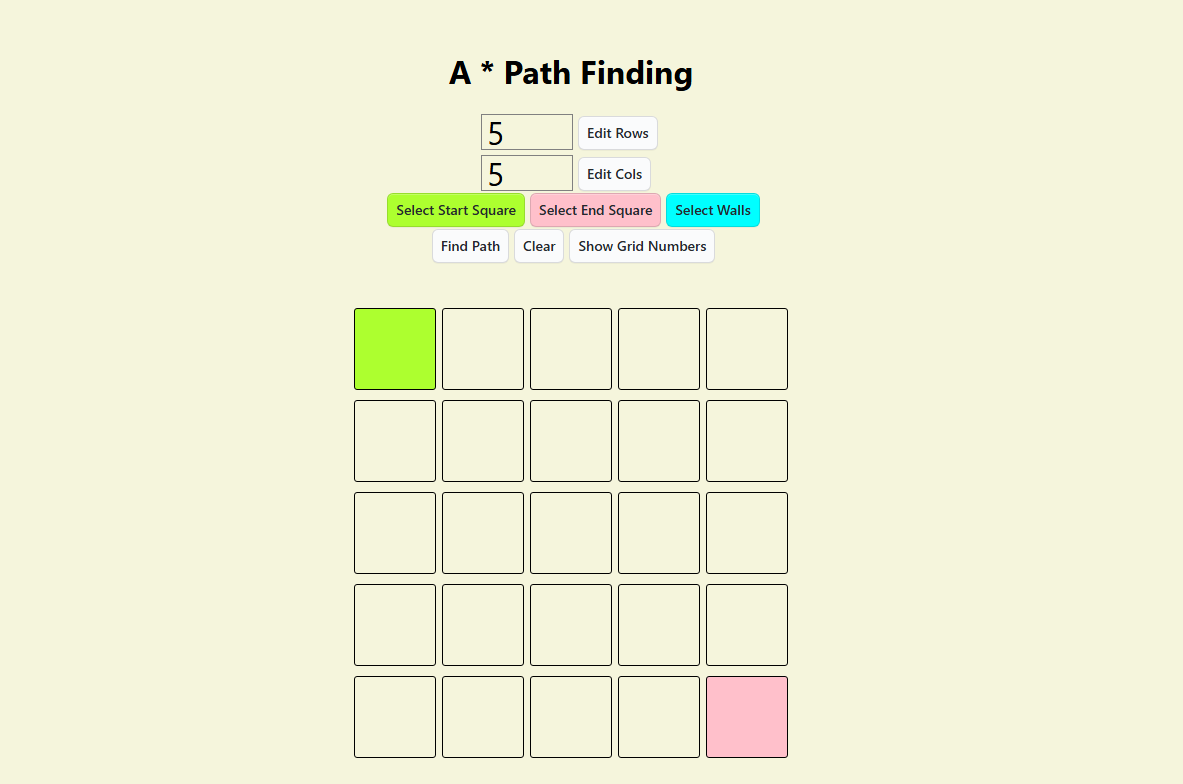 A * Path Finding
5 Edit Rows
5 Edit Cols
Select Start Square Select End Square Select Walls
Find Path Clear Show Grid Numbers